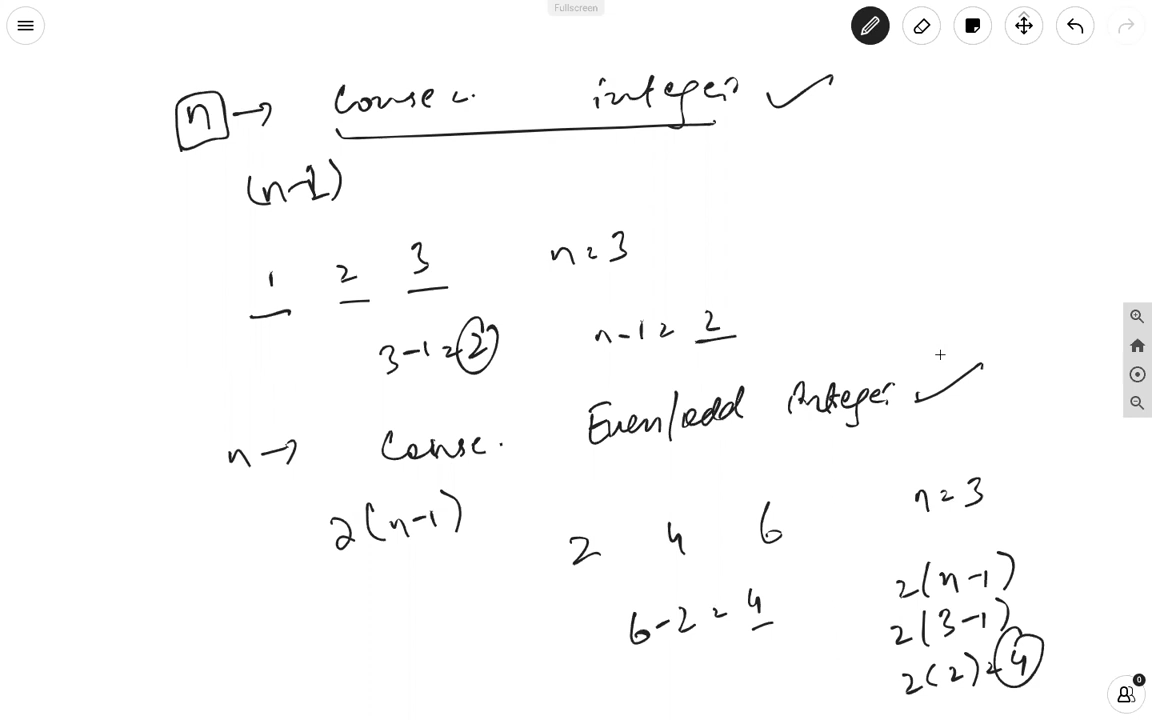 Fullscreen
n → Consec. integer ✓
(n-1)
1 2 3 n = 3
3-1=2 n-1= 2
Even/odd integer ✓
n → Consc.
2(n-1) n = 3
2 4 6
2(n-1)
6-2 = 4 2(3-1)
2(2)=4
0